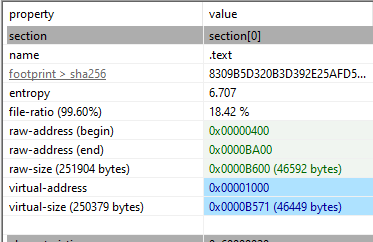 property value
section section[0]
name .text
footprint > sha256 8309B5D320B3D392E25AFD5...
entropy 6.707
file-ratio (99.60%) 18.42 %
raw-address (begin) 0x00000400
raw-address (end) 0x0000BA00
raw-size (251904 bytes) 0x0000B600 (46592 bytes)
virtual-address 0x00001000
virtual-size (250379 bytes) 0x0000B571 (46449 bytes)